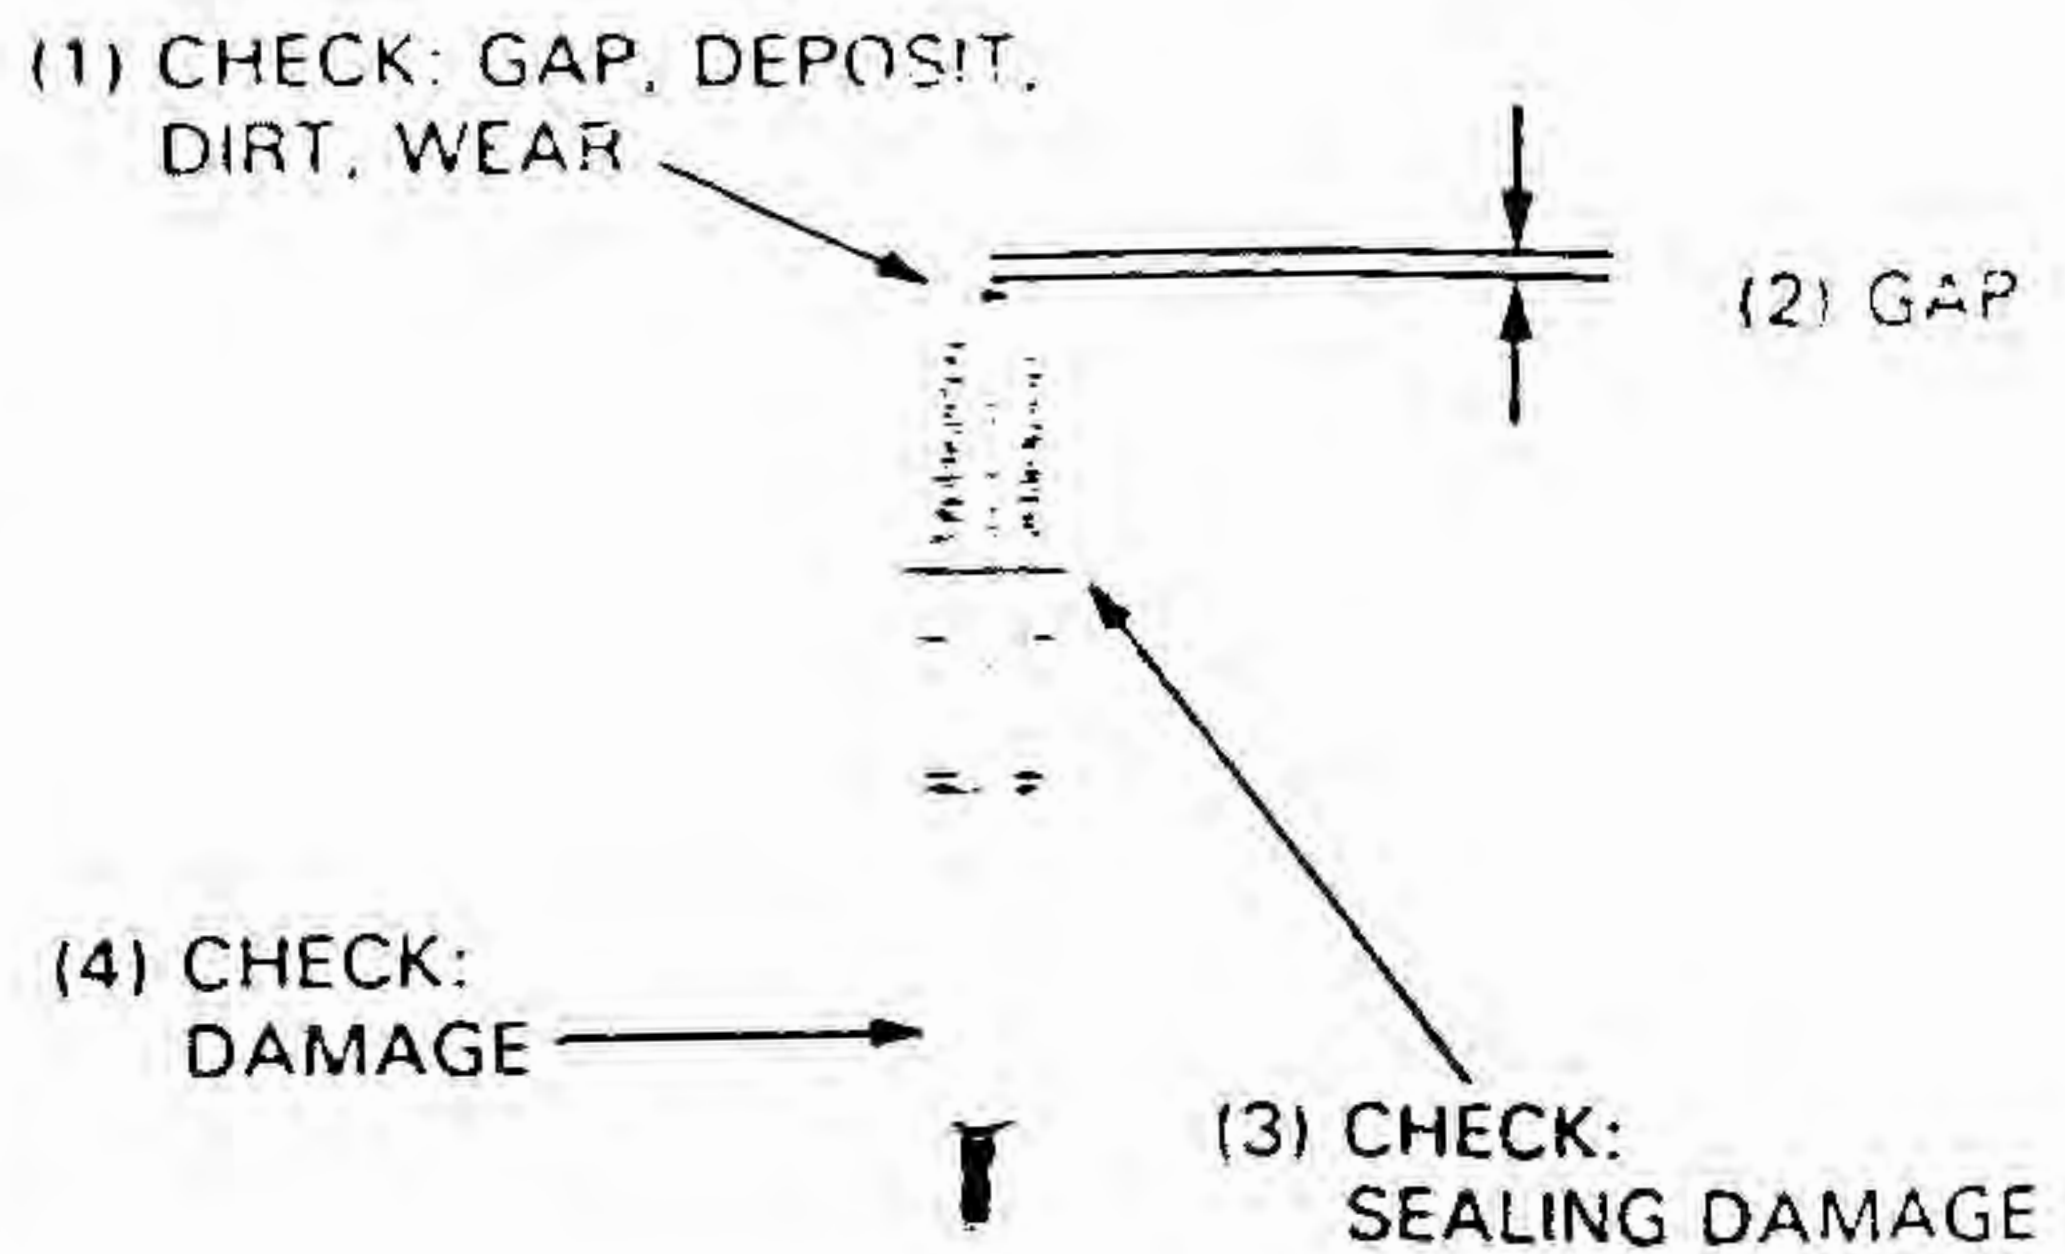 (1) CHECK: GAP, DEPOSIT,
DIRT, WEAR
(2) GAP
(4) CHECK:
DAMAGE
(3) CHECK:
SEALING DAMAGE